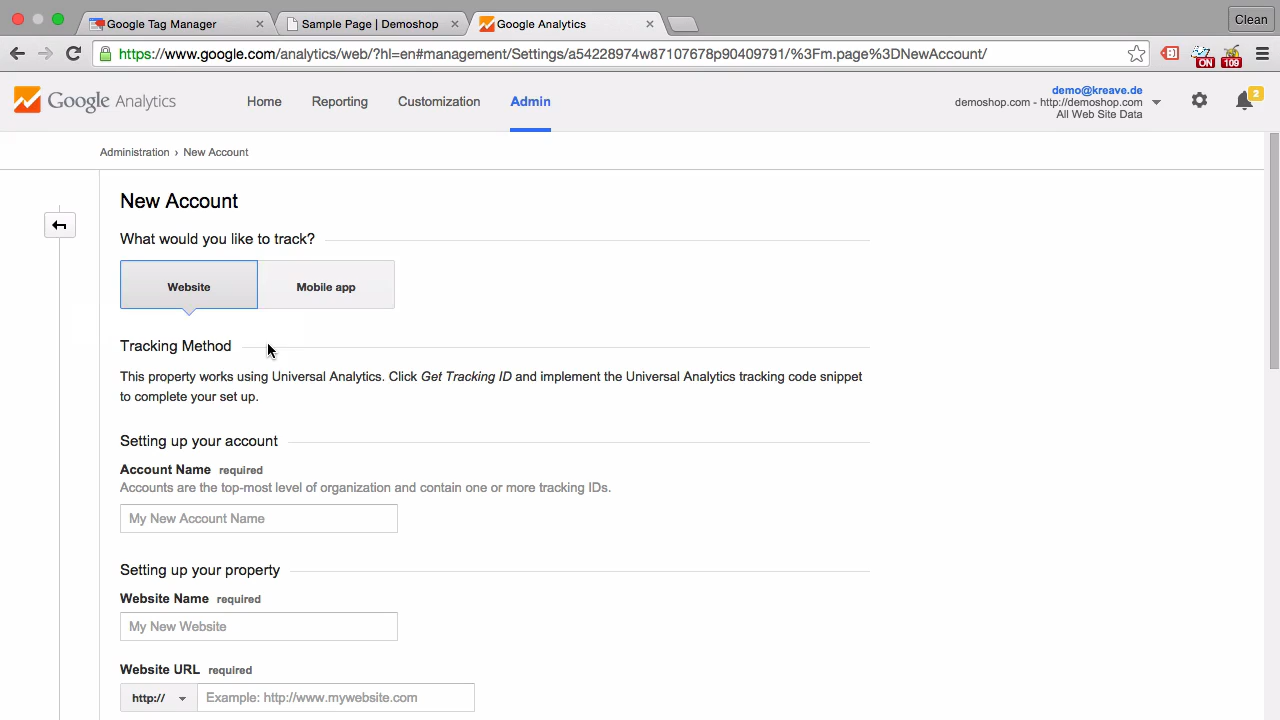 Google Tag Manager
Sample Page | Demoshop
Google Analytics
Clean
https://www.google.com/analytics/web/?hl=en#management/Settings/a54228974w87107678p90409791/%3Fm.page%3DNewAccount/
ON
109
Google Analytics
Home
Reporting
Customization
Admin
demo@kreave.de
demoshop.com - http://demoshop.com
All Web Site Data
2
Administration › New Account
New Account
What would you like to track?
Website
Mobile app
Tracking Method
This property works using Universal Analytics. Click Get Tracking ID and implement the Universal Analytics tracking code snippet
to complete your set up.
Setting up your account
Account Name required
Accounts are the top-most level of organization and contain one or more tracking IDs.
My New Account Name
Setting up your property
Website Name required
My New Website
Website URL required
http://
Example: http://www.mywebsite.com